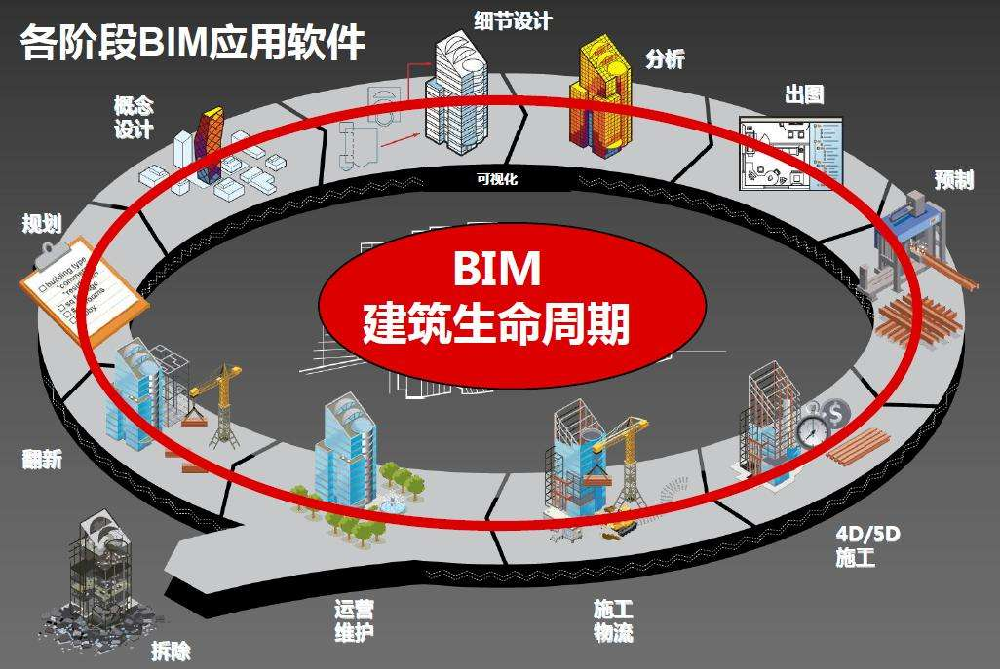 各阶段BIM应用软件
细节设计
分析
出图
概念
设计
可视化
预制
规划
building type
BIM
建筑生命周期
$
翻新
4D/5D
施工
运营
维护
施工
物流
拆除